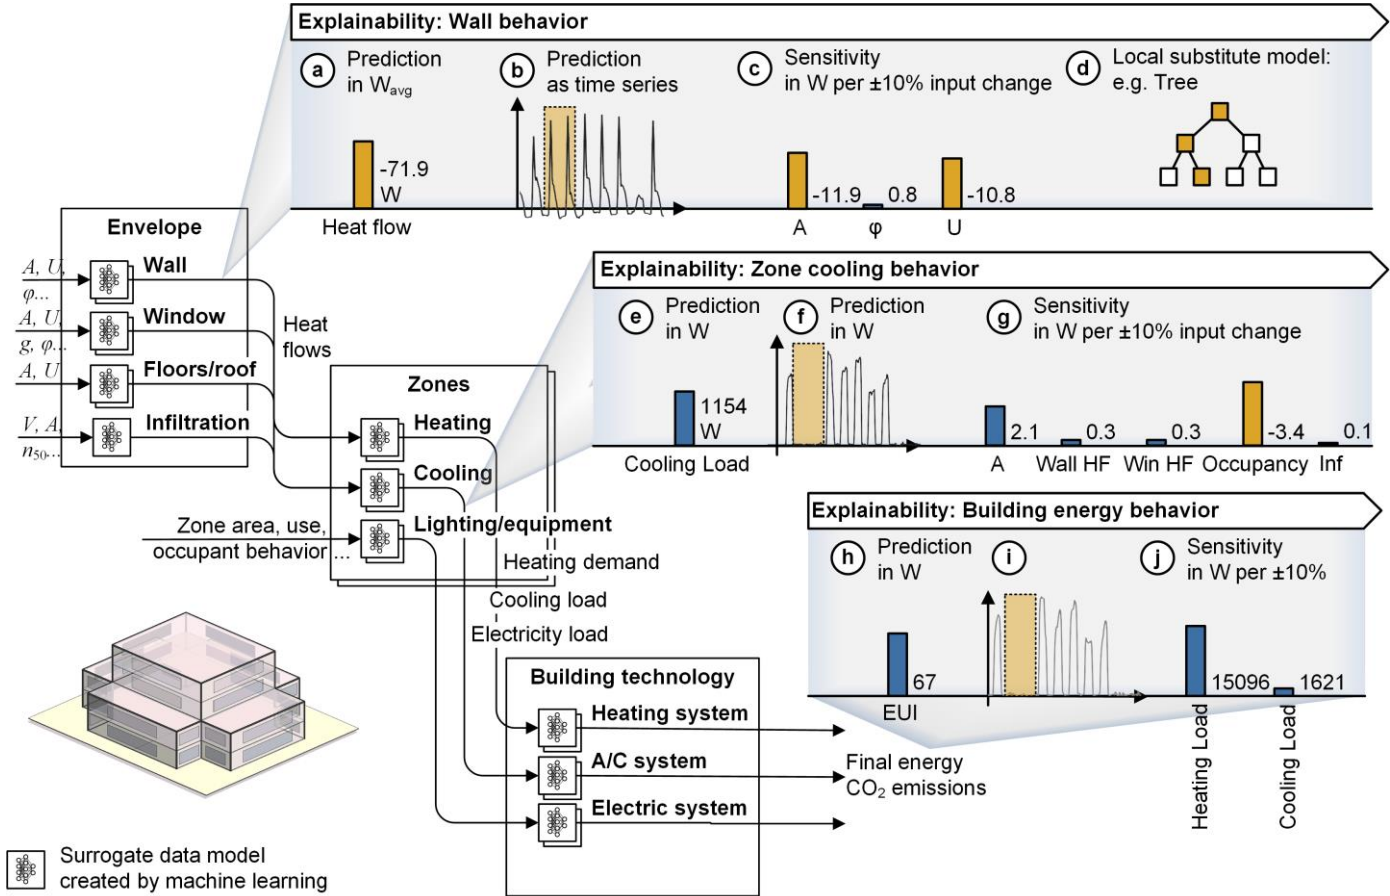 Explainability: Wall behavior
a
Prediction
in Wavg
b
Prediction
as time series
c
Sensitivity
in W per ±10% input change
d
Local substitute model:
e.g. Tree
-71.9
W
Heat flow
-11.9
0.8
-10.8
A
φ
U
Envelope
A, U,
φ...
Wall
A, U,
g, φ...
Window
A, U
Floors/roof
V, A,
n50...
Infiltration
Heat
flows
Explainability: Zone cooling behavior
e
Prediction
in W
f
Prediction
in W
g
Sensitivity
in W per ±10% input change
1154
W
Cooling Load
2.1
0.3
0.3
-3.4
0.1
A
Wall HF
Win HF
Occupancy
Inf
Zones
Heating
Cooling
Lighting/equipment
Zone area, use,
occupant behavior ...
Heating demand
Cooling load
Electricity load
Explainability: Building energy behavior
h
Prediction
in W
i
j
Sensitivity
in W per ±10%
67
EUI
15096
1621
Heating Load
Cooling Load
Building technology
Heating system
A/C system
Electric system
Final energy
CO2 emissions
Surrogate data model
created by machine learning